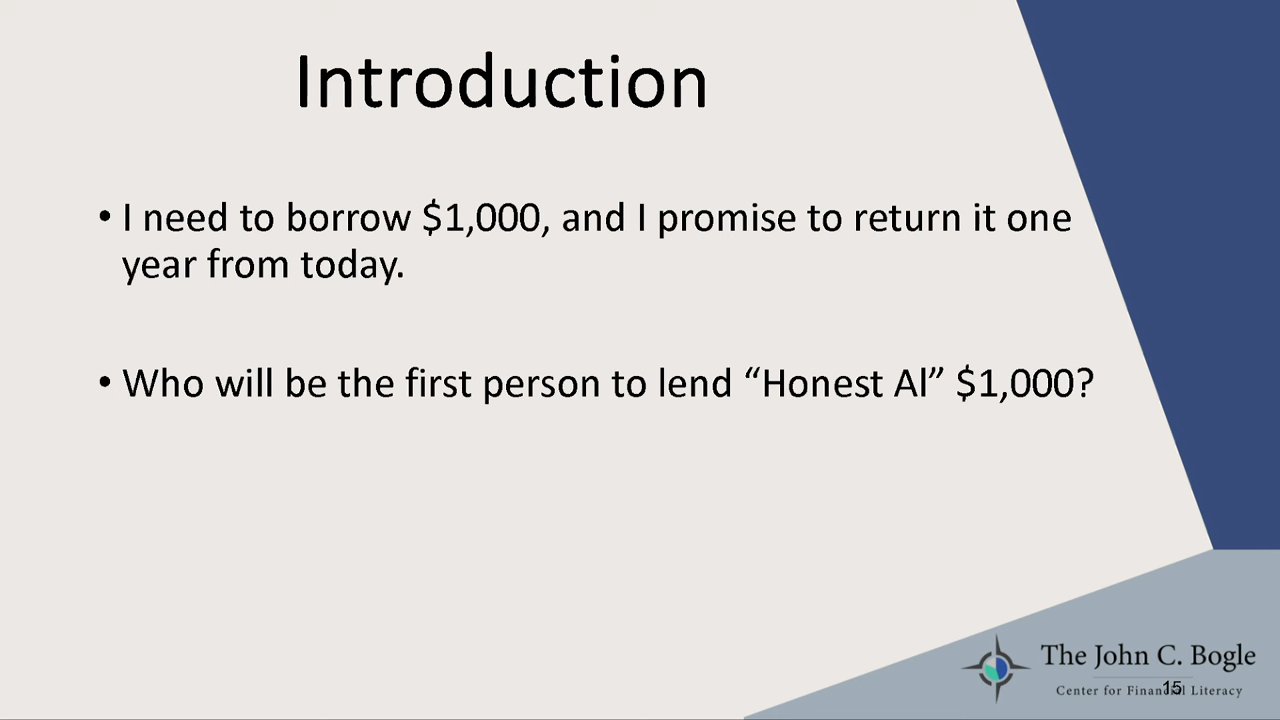 Introduction
• I need to borrow $1,000, and I promise to return it one
year from today.
• Who will be the first person to lend “Honest Al” $1,000?
The John C. Bogle
Center for Financial Literacy
15